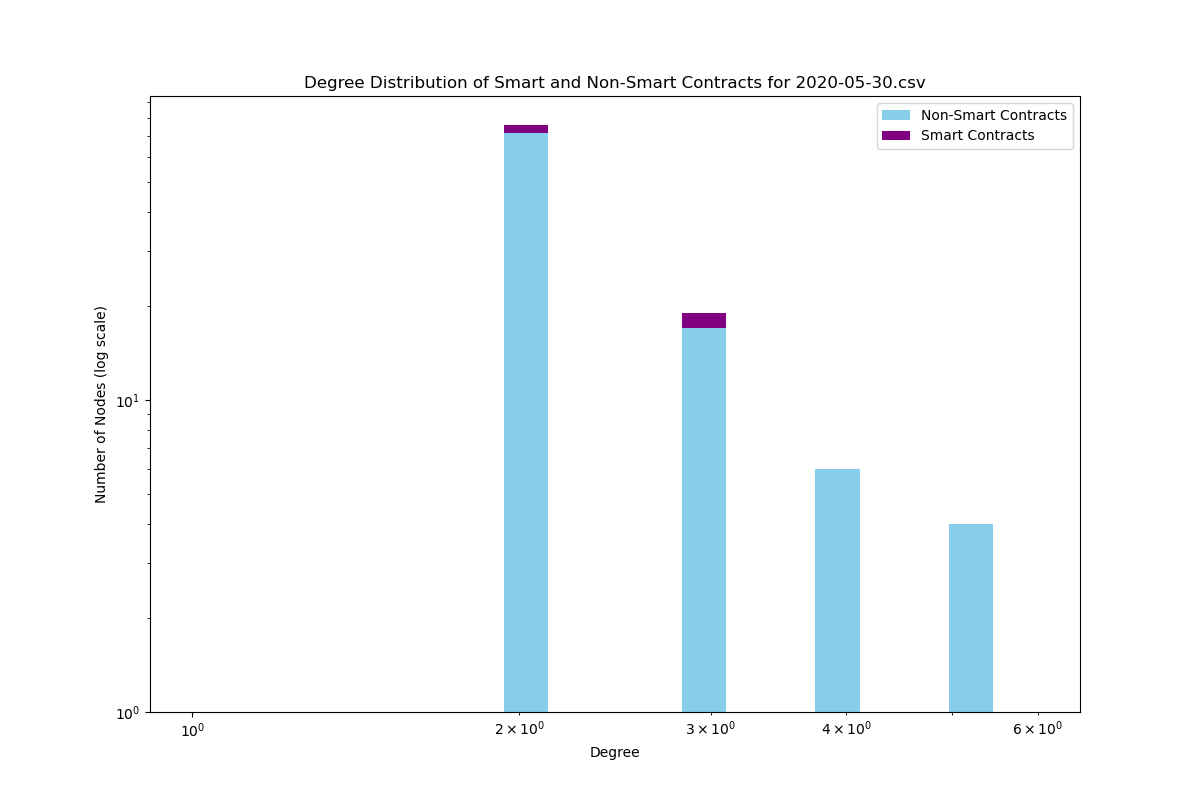 Degree Distribution of Smart and Non-Smart Contracts for 2020-05-30.csv
Non-Smart Contracts
Smart Contracts
Number of Nodes (log scale)
10¹
10⁰
10⁰ 2 × 10⁰ 3 × 10⁰ 4 × 10⁰ 6 × 10⁰
Degree